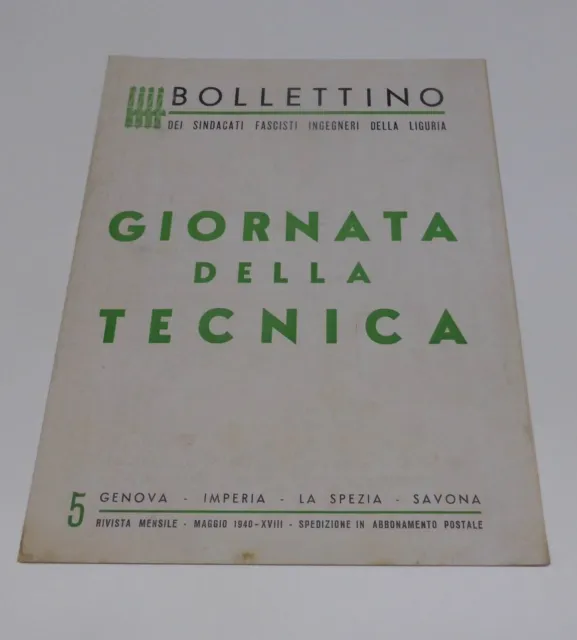 BOLLETTINO
DEI SINDACATI FASCISTI INGEGNERI DELLA LIGURIA
GIORNATA
DELLA
TECNICA
5 GENOVA - IMPERIA - LA SPEZIA - SAVONA
RIVISTA MENSILE - MAGGIO 1940-XVIII - SPEDIZIONE IN ABBONAMENTO POSTALE